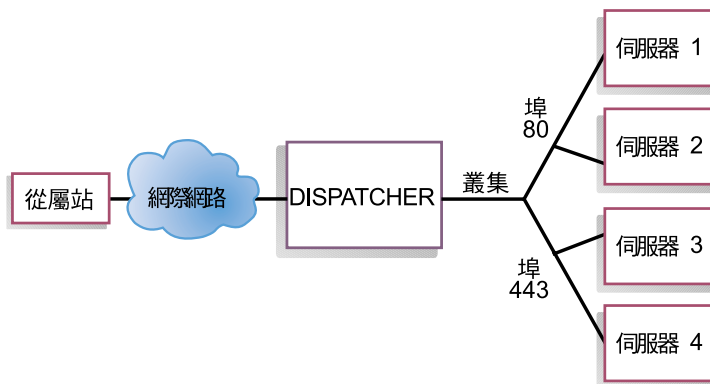 從屬站
網際網路
DISPATCHER
叢集
埠
80
埠
443
伺服器 1
伺服器 2
伺服器 3
伺服器 4